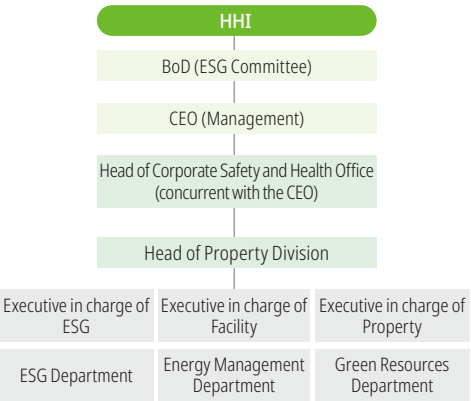 HHI
BoD (ESG Committee)
CEO (Management)
Head of Corporate Safety and Health Office
(concurrent with the CEO)
Head of Property Division
Executive in charge of
ESG
Executive in charge of
Facility
Executive in charge of
Property
ESG Department
Energy Management
Department
Green Resources
Department